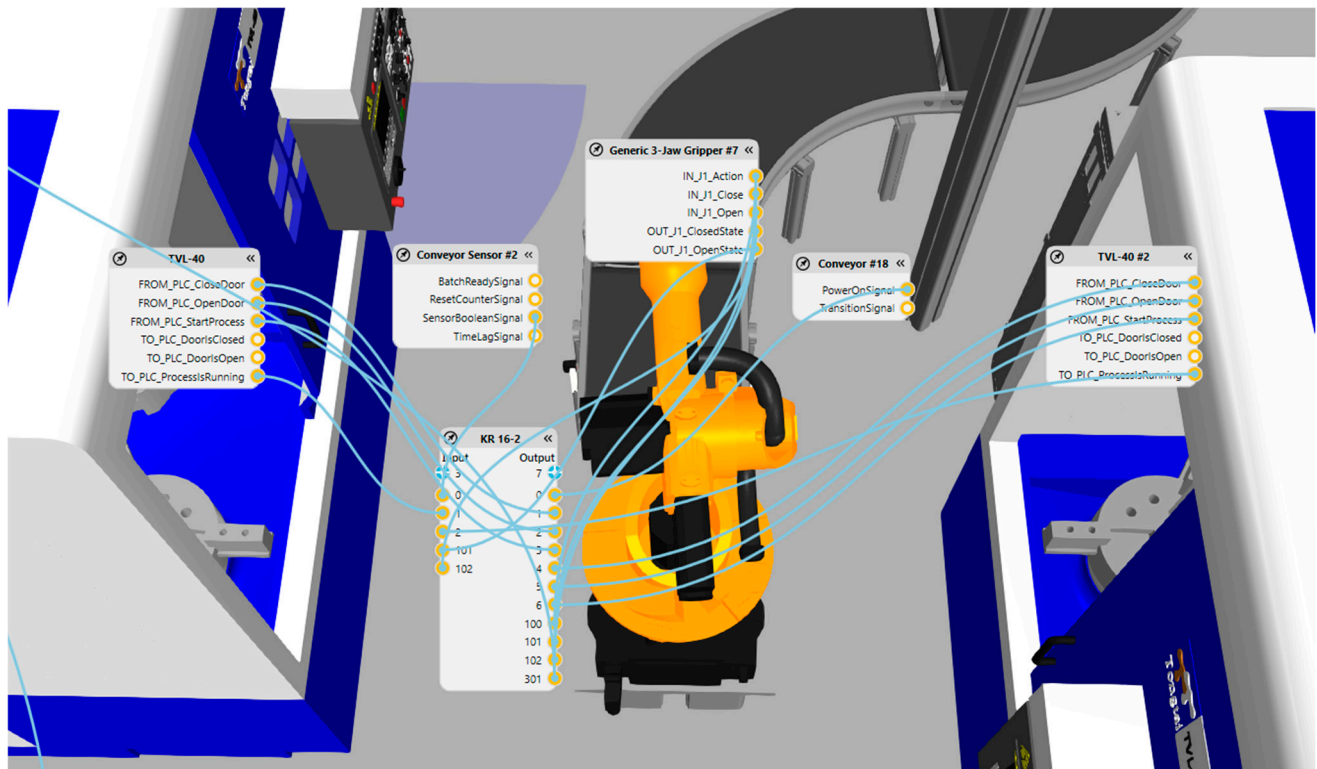 Generic 3-Jaw Gripper #7
IN_J1_Action
IN_J1_Close
IN_J1_Open
OUT_J1_ClosedState
OUT_J1_OpenState
TVL-40
FROM_PLC_CloseDoor
FROM_PLC_OpenDoor
FROM_PLC_StartProcess
TO_PLC_DoorIsClosed
TO_PLC_DoorIsOpen
TO_PLC_ProcessIsRunning
Conveyor Sensor #2
BatchReadySignal
ResetCounterSignal
SensorBooleanSignal
TimeLagSignal
Conveyor #18
PowerOnSignal
TransitionSignal
TVL-40 #2
FROM_PLC_CloseDoor
FROM_PLC_OpenDoor
FROM_PLC_StartProcess
TO_PLC_DoorIsClosed
TO_PLC_DoorIsOpen
TO_PLC_ProcessIsRunning
KR 16-2
Input Output
3 7
0 0
1 1
2 2
101 3
102 4
5
6
100
101
102
301
TVL